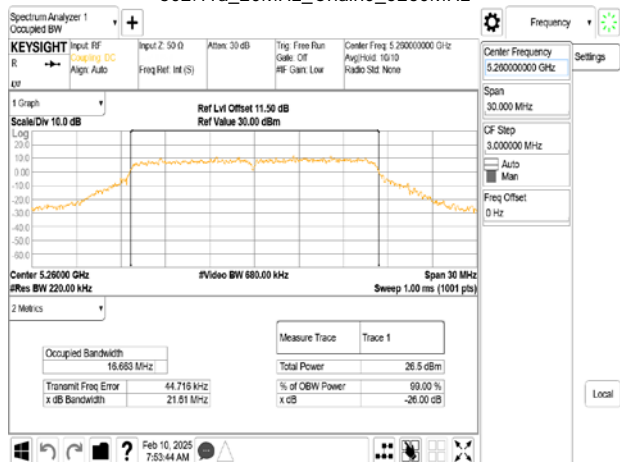 Spectrum Analyzer 1
Occupied BW
Frequency
KEYSIGHT
R
Input: RF
Coupling: DC
Align: Auto
Input Z: 50 Ω
Freq Ref: Int (S)
Atten: 30 dB
Trig: Free Run
Gate: Off
#IF Gain: Low
Center Freq: 5.260000000 GHz
Avg|Hold: 10/10
Radio Std: None
Center Frequency
5.260000000 GHz
Settings
Span
30.000 MHz
CF Step
3.000000 MHz
Auto
Man
Freq Offset
0 Hz
1 Graph
Scale/Div 10.0 dB
Ref Lvl Offset 11.50 dB
Ref Value 30.00 dBm
Log
20.0
10.0
0.00
-10.0
-20.0
-30.0
-40.0
-50.0
-60.0
Center 5.26000 GHz
#Video BW 680.00 kHz
Span 30 MHz
#Res BW 220.00 kHz
Sweep 1.00 ms (1001 pts)
2 Metrics
Measure Trace
Trace 1
Occupied Bandwidth
16.663 MHz
Total Power
26.5 dBm
Transmit Freq Error
44.716 kHz
% of OBW Power
99.00 %
x dB Bandwidth
21.61 MHz
x dB
-26.00 dB
Local
?
Feb 10, 2025
7:53:44 AM